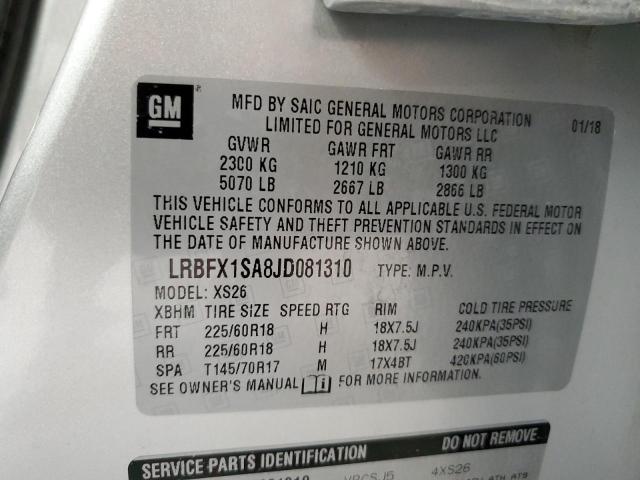 GM
MFD BY SAIC GENERAL MOTORS CORPORATION
LIMITED FOR GENERAL MOTORS LLC
01/18
GVWR GAWR FRT GAWR RR
2300 KG 1210 KG 1300 KG
5070 LB 2667 LB 2866 LB
THIS VEHICLE CONFORMS TO ALL APPLICABLE U.S. FEDERAL MOTOR
VEHICLE SAFETY AND THEFT PREVENTION STANDARDS IN EFFECT ON
THE DATE OF MANUFACTURE SHOWN ABOVE.
LRBFX1SA8JD081310 TYPE: M.P.V.
MODEL: XS26
XBHM TIRE SIZE SPEED RTG RIM COLD TIRE PRESSURE
FRT 225/60R18 H 18X7.5J 240KPA(35PSI)
RR 225/60R18 H 18X7.5J 240KPA(35PSI)
SPA T145/70R17 M 17X4BT 420KPA(60PSI)
SEE OWNER'S MANUAL FOR MORE INFORMATION.
SERVICE PARTS IDENTIFICATION DO NOT REMOVE
4XS26